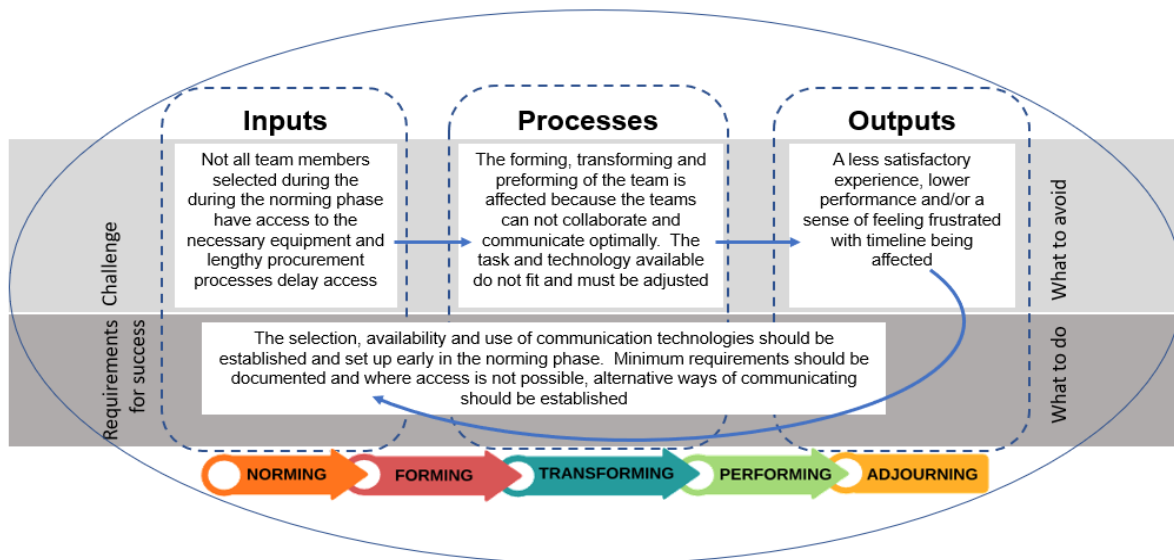 Inputs
Processes
Outputs
Not all team members
selected during the
during the norming phase
have access to the
necessary equipment and
lengthy procurement
processes delay access
The forming, transforming and
preforming of the team is
affected because the teams
can not collaborate and
communicate optimally.  The
task and technology available
do not fit and must be adjusted
A less satisfactory
experience, lower
performance and/or a
sense of feeling frustrated
with timeline being
affected
Challenge
What to avoid
Requirements
for success
The selection, availability and use of communication technologies should be
established and set up early in the norming phase.  Minimum requirements should be
documented and where access is not possible, alternative ways of communicating
should be established
What to do
NORMING
FORMING
TRANSFORMING
PERFORMING
ADJOURNING